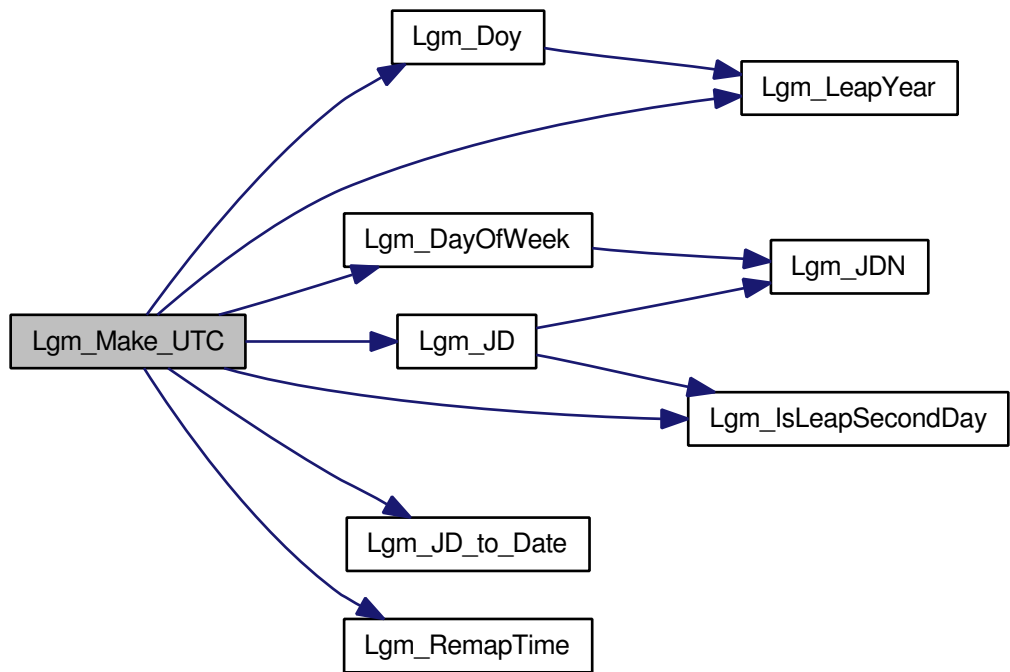 Lgm_Doy
Lgm_LeapYear
Lgm_DayOfWeek
Lgm_JDN
Lgm_Make_UTC
Lgm_JD
Lgm_IsLeapSecondDay
Lgm_JD_to_Date
Lgm_RemapTime